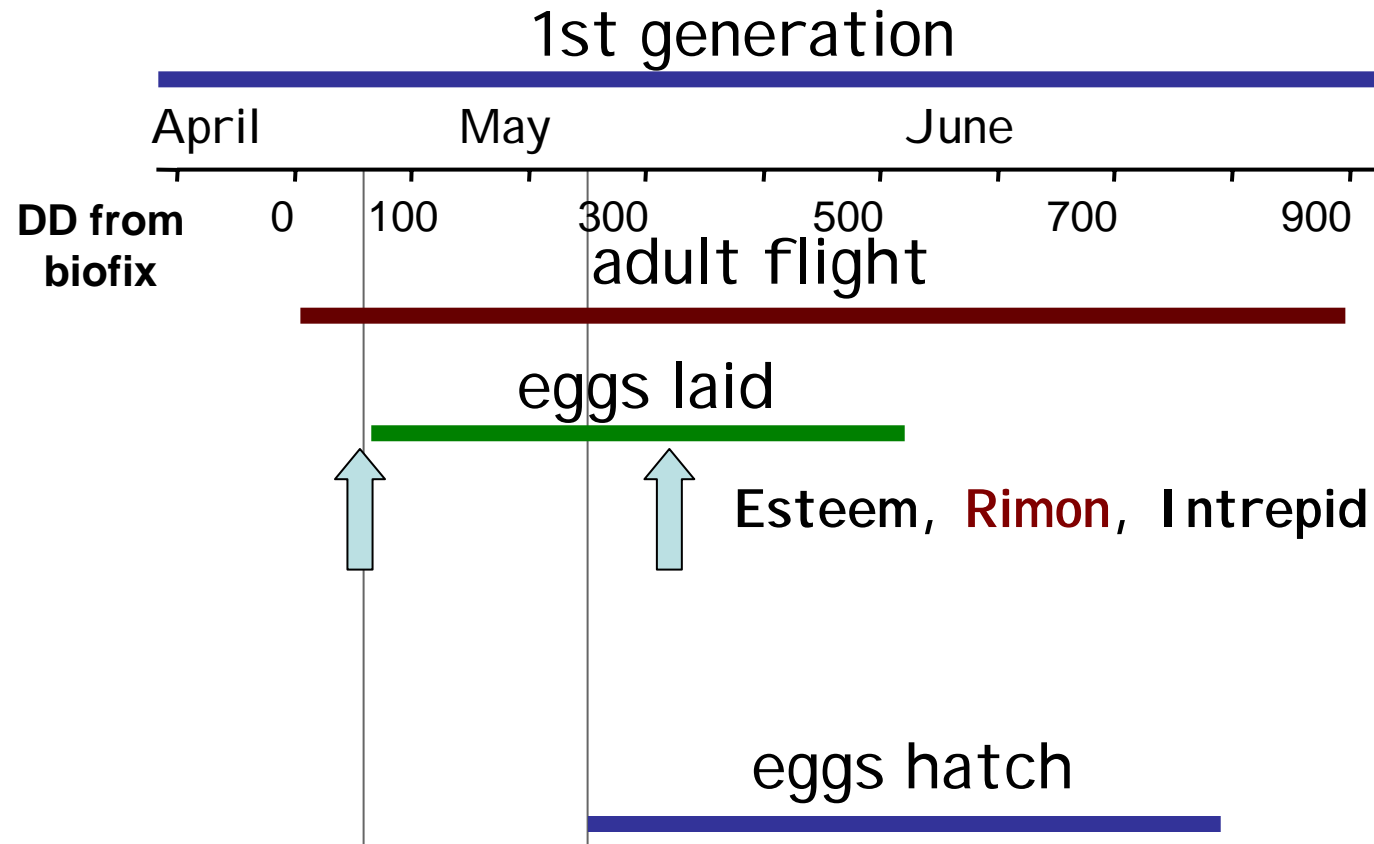 1st generation
April May June
DD from 0 100 300 500 700 900
biofix
adult flight
eggs laid
Esteem, Rimon, Intrepid
eggs hatch